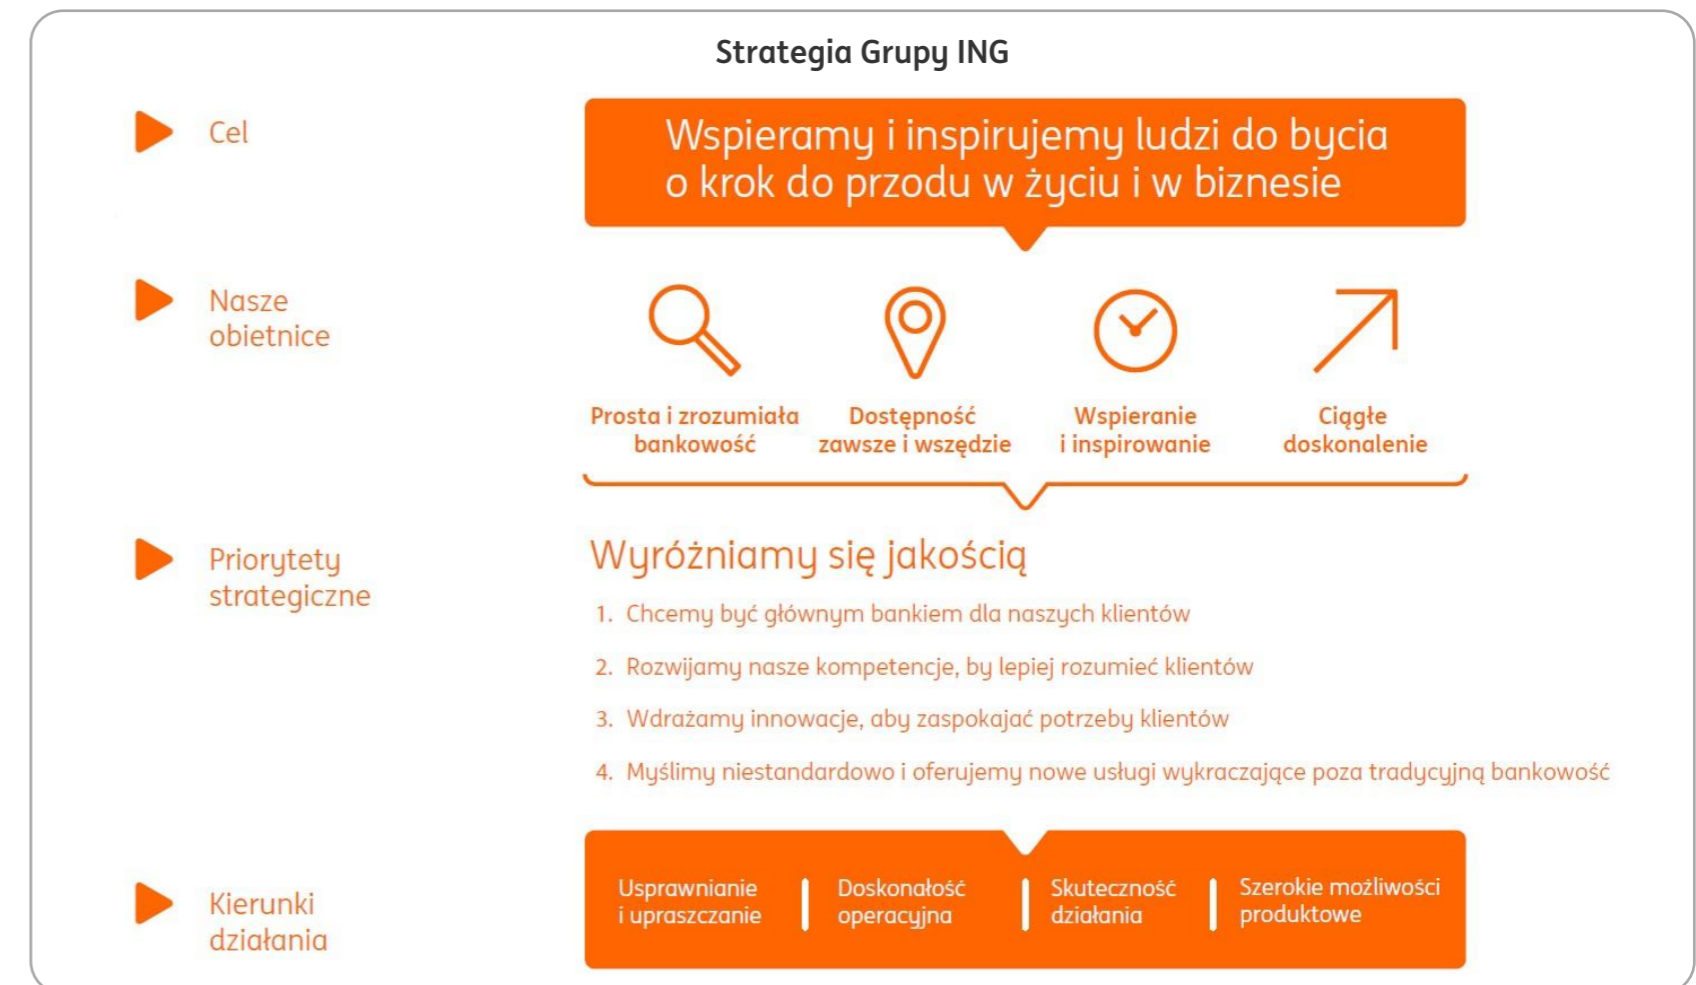 Strategia Grupy ING
Cel
Wspieramy i inspirujemy ludzi do bycia
o krok do przodu w życiu i w biznesie
Nasze
obietnice
Prosta i zrozumiała
bankowość
Dostępność
zawsze i wszędzie
Wspieranie
i inspirowanie
Ciągłe
doskonalenie
Priorytety
strategiczne
Wyróżniamy się jakością
1. Chcemy być głównym bankiem dla naszych klientów
2. Rozwijamy nasze kompetencje, by lepiej rozumieć klientów
3. Wdrażamy innowacje, aby zaspokajać potrzeby klientów
4. Myślimy niestandardowo i oferujemy nowe usługi wykraczające poza tradycyjną bankowość
Kierunki
działania
Usprawnianie
i upraszczanie
Doskonałość
operacyjna
Skuteczność
działania
Szerokie możliwości
produktowe